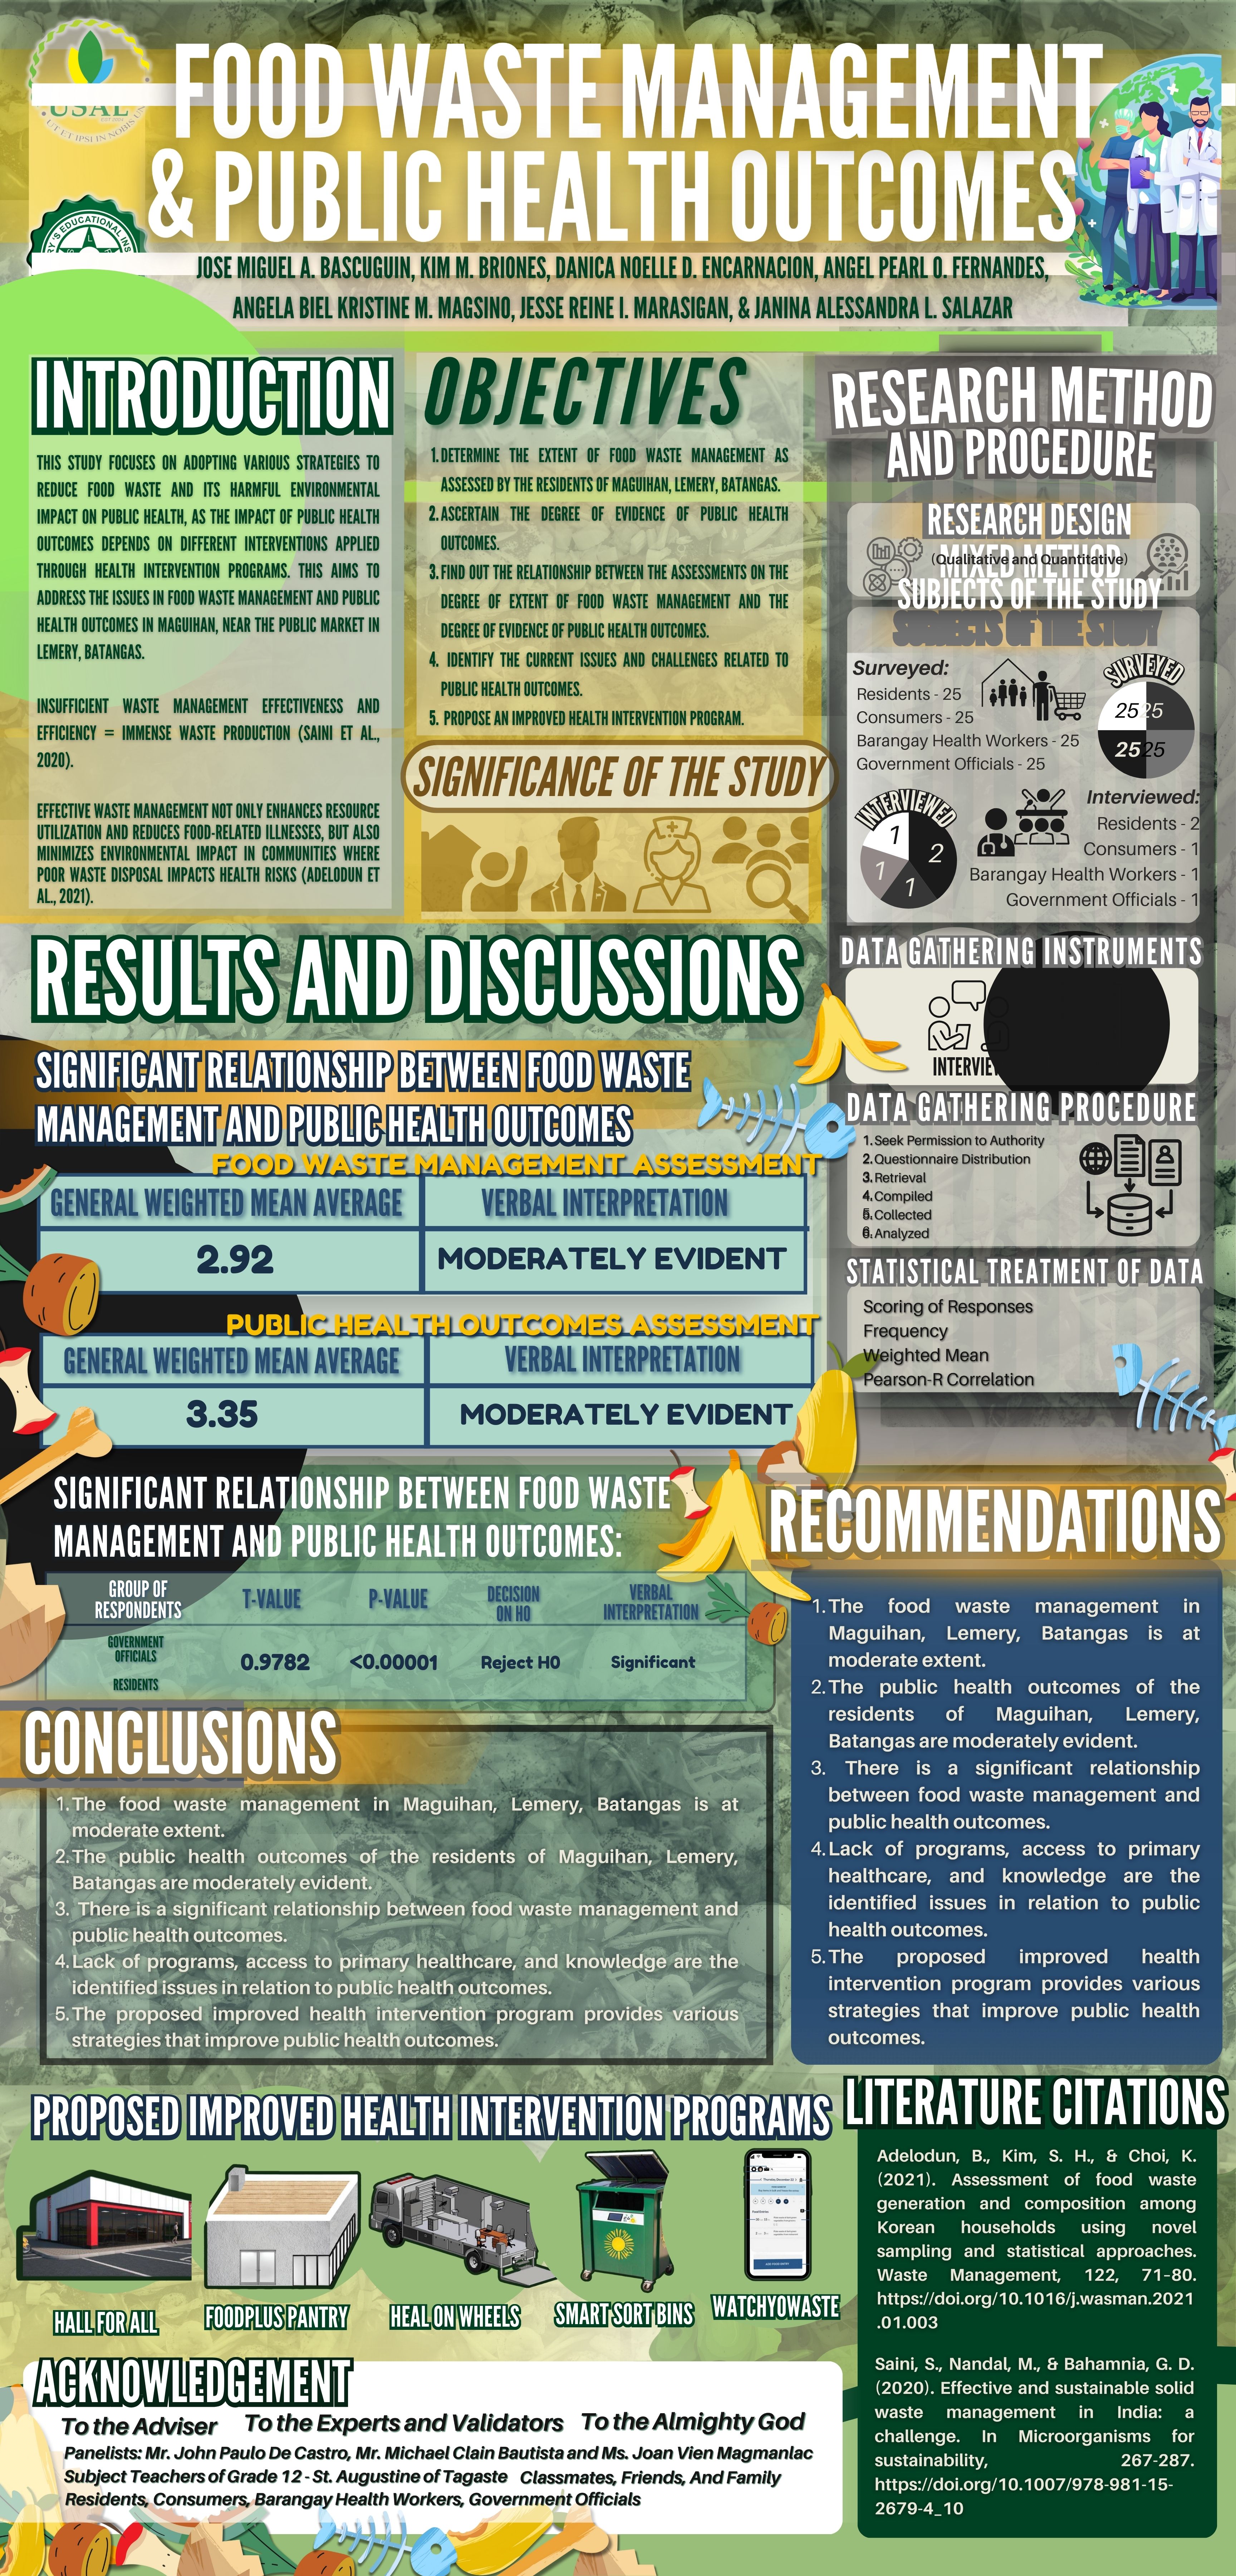 USAL
UT ET IPSI IN NOBIS
FOOD WASTE MANAGEMENT
& PUBLIC HEALTH OUTCOMES
JOSE MIGUEL A. BASCUGUIN, KIM M. BRIONES, DANICA NOELLE D. ENCARNACION, ANGEL PEARL O. FERNANDES,
ANGELA BIEL KRISTINE M. MAGSINO, JESSE REINE I. MARASIGAN, & JANINA ALESSANDRA L. SALAZAR
INTRODUCTION
THIS STUDY FOCUSES ON ADOPTING VARIOUS STRATEGIES TO
REDUCE FOOD WASTE AND ITS HARMFUL ENVIRONMENTAL
IMPACT ON PUBLIC HEALTH, AS THE IMPACT OF PUBLIC HEALTH
OUTCOMES DEPENDS ON DIFFERENT INTERVENTIONS APPLIED
THROUGH HEALTH INTERVENTION PROGRAMS. THIS AIMS TO
ADDRESS THE ISSUES IN FOOD WASTE MANAGEMENT AND PUBLIC
HEALTH OUTCOMES IN MAGUIHAN, NEAR THE PUBLIC MARKET IN
LEMERY, BATANGAS.
INSUFFICIENT WASTE MANAGEMENT EFFECTIVENESS AND
EFFICIENCY = IMMENSE WASTE PRODUCTION (SAINI ET AL.,
2020).
EFFECTIVE WASTE MANAGEMENT NOT ONLY ENHANCES RESOURCE
UTILIZATION AND REDUCES FOOD-RELATED ILLNESSES, BUT ALSO
MINIMIZES ENVIRONMENTAL IMPACT IN COMMUNITIES WHERE
POOR WASTE DISPOSAL IMPACTS HEALTH RISKS (ADELODUN ET
AL., 2021).
OBJECTIVES
1. DETERMINE THE EXTENT OF FOOD WASTE MANAGEMENT AS
ASSESSED BY THE RESIDENTS OF MAGUIHAN, LEMERY, BATANGAS.
2. ASCERTAIN THE DEGREE OF EVIDENCE OF PUBLIC HEALTH
OUTCOMES.
3. FIND OUT THE RELATIONSHIP BETWEEN THE ASSESSMENTS ON THE
DEGREE OF EXTENT OF FOOD WASTE MANAGEMENT AND THE
DEGREE OF EVIDENCE OF PUBLIC HEALTH OUTCOMES.
4. IDENTIFY THE CURRENT ISSUES AND CHALLENGES RELATED TO
PUBLIC HEALTH OUTCOMES.
5. PROPOSE AN IMPROVED HEALTH INTERVENTION PROGRAM.
SIGNIFICANCE OF THE STUDY
RESEARCH METHOD
AND PROCEDURE
RESEARCH DESIGN
MIXED METHOD
(Qualitative and Quantitative)
SUBJECTS OF THE STUDY
SUBJECTS OF THE STUDY
Surveyed:
Residents - 25
Consumers - 25
Barangay Health Workers - 25
Government Officials - 25
SURVEYED
25 25
25 25
INTERVIEWED
1
2
1
1
Interviewed:
Residents - 2
Consumers - 1
Barangay Health Workers - 1
Government Officials - 1
DATA GATHERING INSTRUMENTS
DATA GATHERING PROCEDURE
1. Seek Permission to Authority
2. Questionnaire Distribution
3. Retrieval
4. Compiled
5. Collected
6. Analyzed
STATISTICAL TREATMENT OF DATA
Scoring of Responses
Frequency
Weighted Mean
Pearson-R Correlation
RESULTS AND DISCUSSIONS
SIGNIFICANT RELATIONSHIP BETWEEN FOOD WASTE
MANAGEMENT AND PUBLIC HEALTH OUTCOMES
FOOD WASTE MANAGEMENT ASSESSMENT
GENERAL WEIGHTED MEAN AVERAGE VERBAL INTERPRETATION
2.92 MODERATELY EVIDENT
PUBLIC HEALTH OUTCOMES ASSESSMENT
GENERAL WEIGHTED MEAN AVERAGE VERBAL INTERPRETATION
3.35 MODERATELY EVIDENT
SIGNIFICANT RELATIONSHIP BETWEEN FOOD WASTE
MANAGEMENT AND PUBLIC HEALTH OUTCOMES:
GROUP OF
RESPONDENTS
T-VALUE
P-VALUE
DECISION
ON HO
VERBAL
INTERPRETATION
GOVERNMENT
OFFICIALS
RESIDENTS
0.9782 <0.00001 Reject H0 Significant
CONCLUSIONS
1. The food waste management in Maguihan, Lemery, Batangas is at
moderate extent.
2. The public health outcomes of the residents of Maguihan, Lemery,
Batangas are moderately evident.
3. There is a significant relationship between food waste management and
public health outcomes.
4. Lack of programs, access to primary healthcare, and knowledge are the
identified issues in relation to public health outcomes.
5. The proposed improved health intervention program provides various
strategies that improve public health outcomes.
RECOMMENDATIONS
1. The food waste management in
Maguihan, Lemery, Batangas is at
moderate extent.
2. The public health outcomes of the
residents of Maguihan, Lemery,
Batangas are moderately evident.
3. There is a significant relationship
between food waste management and
public health outcomes.
4. Lack of programs, access to primary
healthcare, and knowledge are the
identified issues in relation to public
health outcomes.
5. The proposed improved health
intervention program provides various
strategies that improve public health
outcomes.
PROPOSED IMPROVED HEALTH INTERVENTION PROGRAMS
HALL FOR ALL
FOODPLUS PANTRY
HEAL ON WHEELS
SMART SORT BINS
WATCHYOWASTE
LITERATURE CITATIONS
Adelodun, B., Kim, S. H., & Choi, K.
(2021). Assessment of food waste
generation and composition among
Korean households using novel
sampling and statistical approaches.
Waste Management, 122, 71–80.
https://doi.org/10.1016/j.wasman.2021
.01.003
Saini, S., Nandal, M., & Bahamnia, G. D.
(2020). Effective and sustainable solid
waste management in India: a
challenge. In Microorganisms for
sustainability, 267-287.
https://doi.org/10.1007/978-981-15-
2679-4_10
ACKNOWLEDGEMENT
To the Adviser To the Experts and Validators To the Almighty God
Panelists: Mr. John Paulo De Castro, Mr. Michael Clain Bautista and Ms. Joan Vien Magmanlac
Subject Teachers of Grade 12 - St. Augustine of Tagaste Classmates, Friends, And Family
Residents, Consumers, Barangay Health Workers, Government Officials